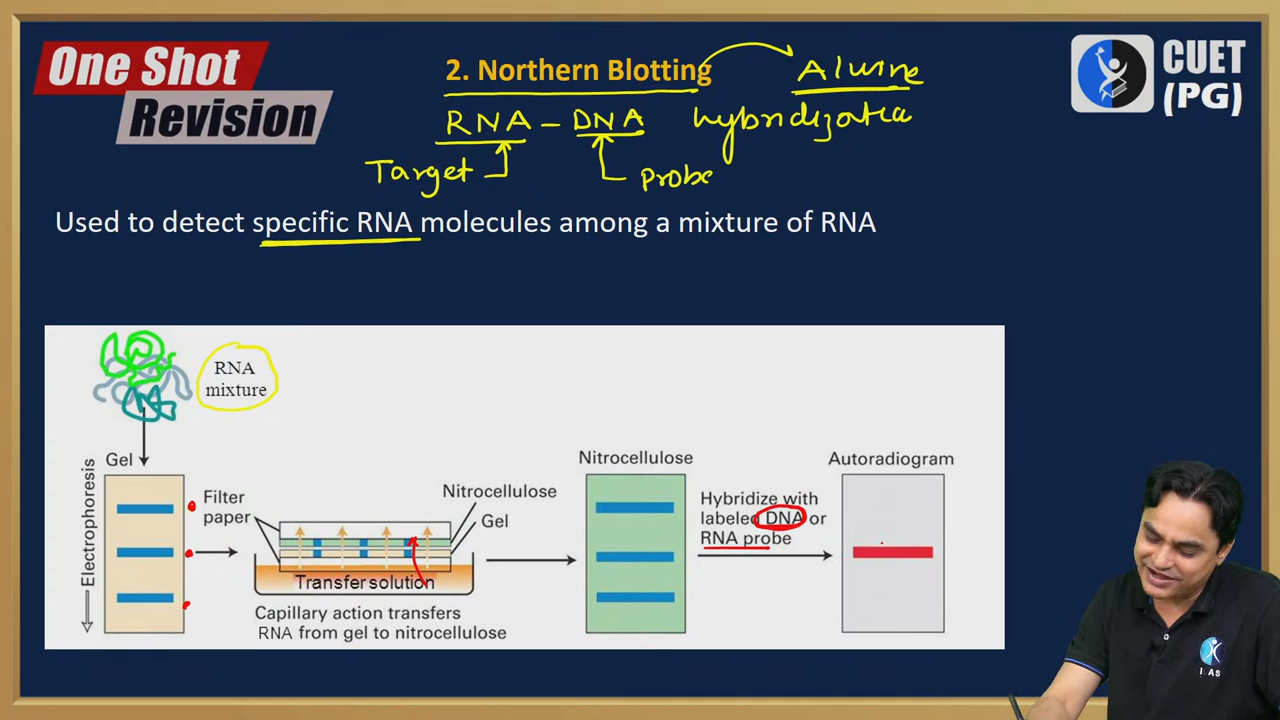 One Shot
Revision
2. Northern Blotting
Alwine
CUET
(PG)
RNA - DNA hybridization
Target
Probe
Used to detect specific RNA molecules among a mixture of RNA
RNA
mixture
Gel
Electrophoresis
Filter
paper
Nitrocellulose
Gel
Transfer solution
Capillary action transfers
RNA from gel to nitrocellulose
Nitrocellulose
Hybridize with
labeled DNA or
RNA probe
Autoradiogram